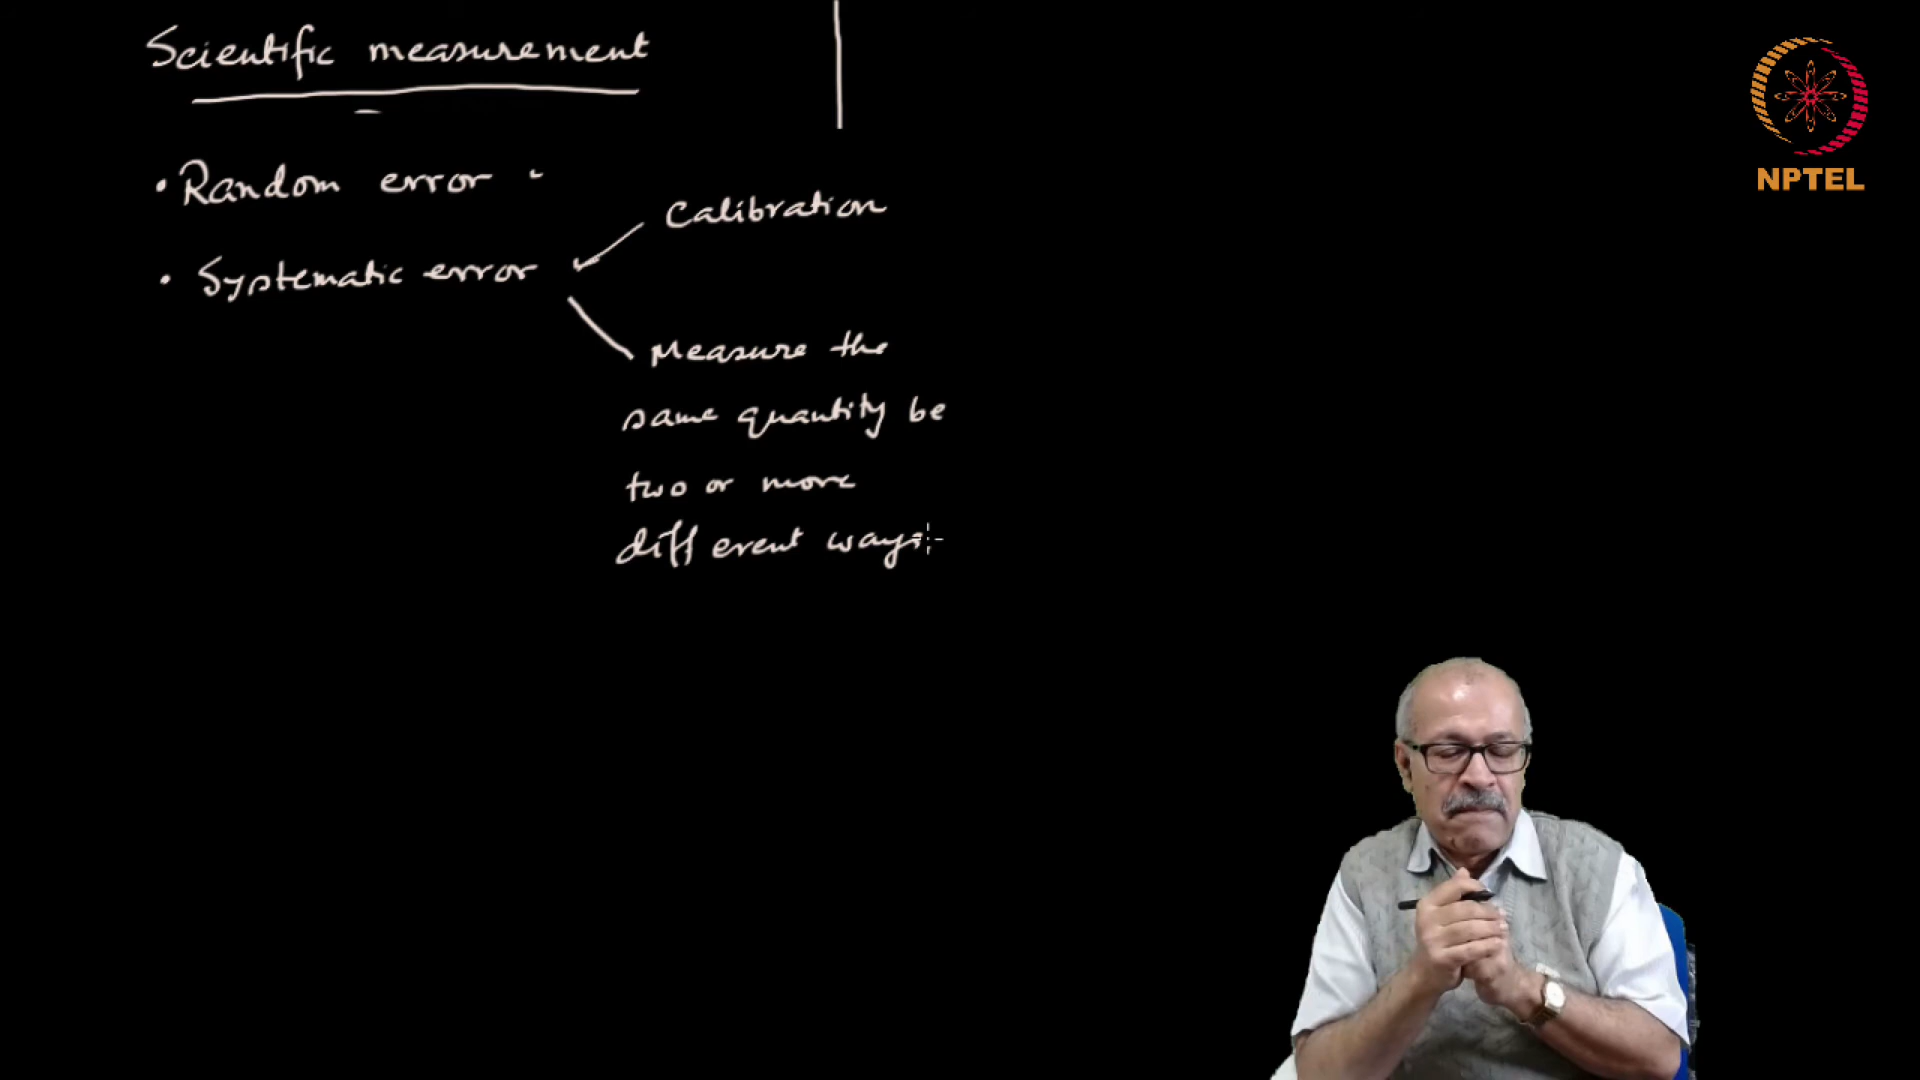 Scientific measurement
• Random error
• Systematic error
Calibration
Measure the
same quantity be
two or more
different ways
NPTEL